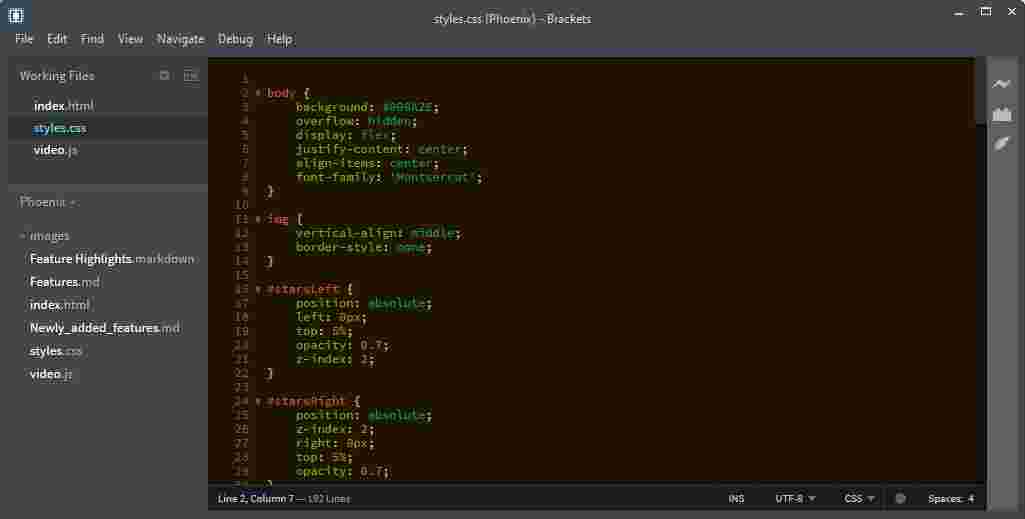 styles.css (Phoenix) - Brackets
File Edit Find View Navigate Debug Help
Working Files
index.html
styles.css
video.js
Phoenix
images
Feature Highlights.markdown
Features.md
index.html
Newly_added_features.md
styles.css
video.js
1
2 body {
3 background:
4 overflow: hidden;
5 display: flex;
6 justify-content: center;
7 align-items: center;
8 font-family: 'Montserrat';
9 }
10
11 img {
12 vertical-align: middle;
13 border-style: none;
14 }
15
16 #starsLeft {
17 position: absolute;
18 left: 0px;
19 top: 5%;
20 opacity: 0.7;
21 z-index: 2;
22 }
23
24 #starsRight {
25 position: absolute;
26 z-index: 2;
27 right: 0px;
28 top: 5%;
29 opacity: 0.7;
Line 2, Column 7 — 192 Lines INS UTF-8 CSS Spaces: 4